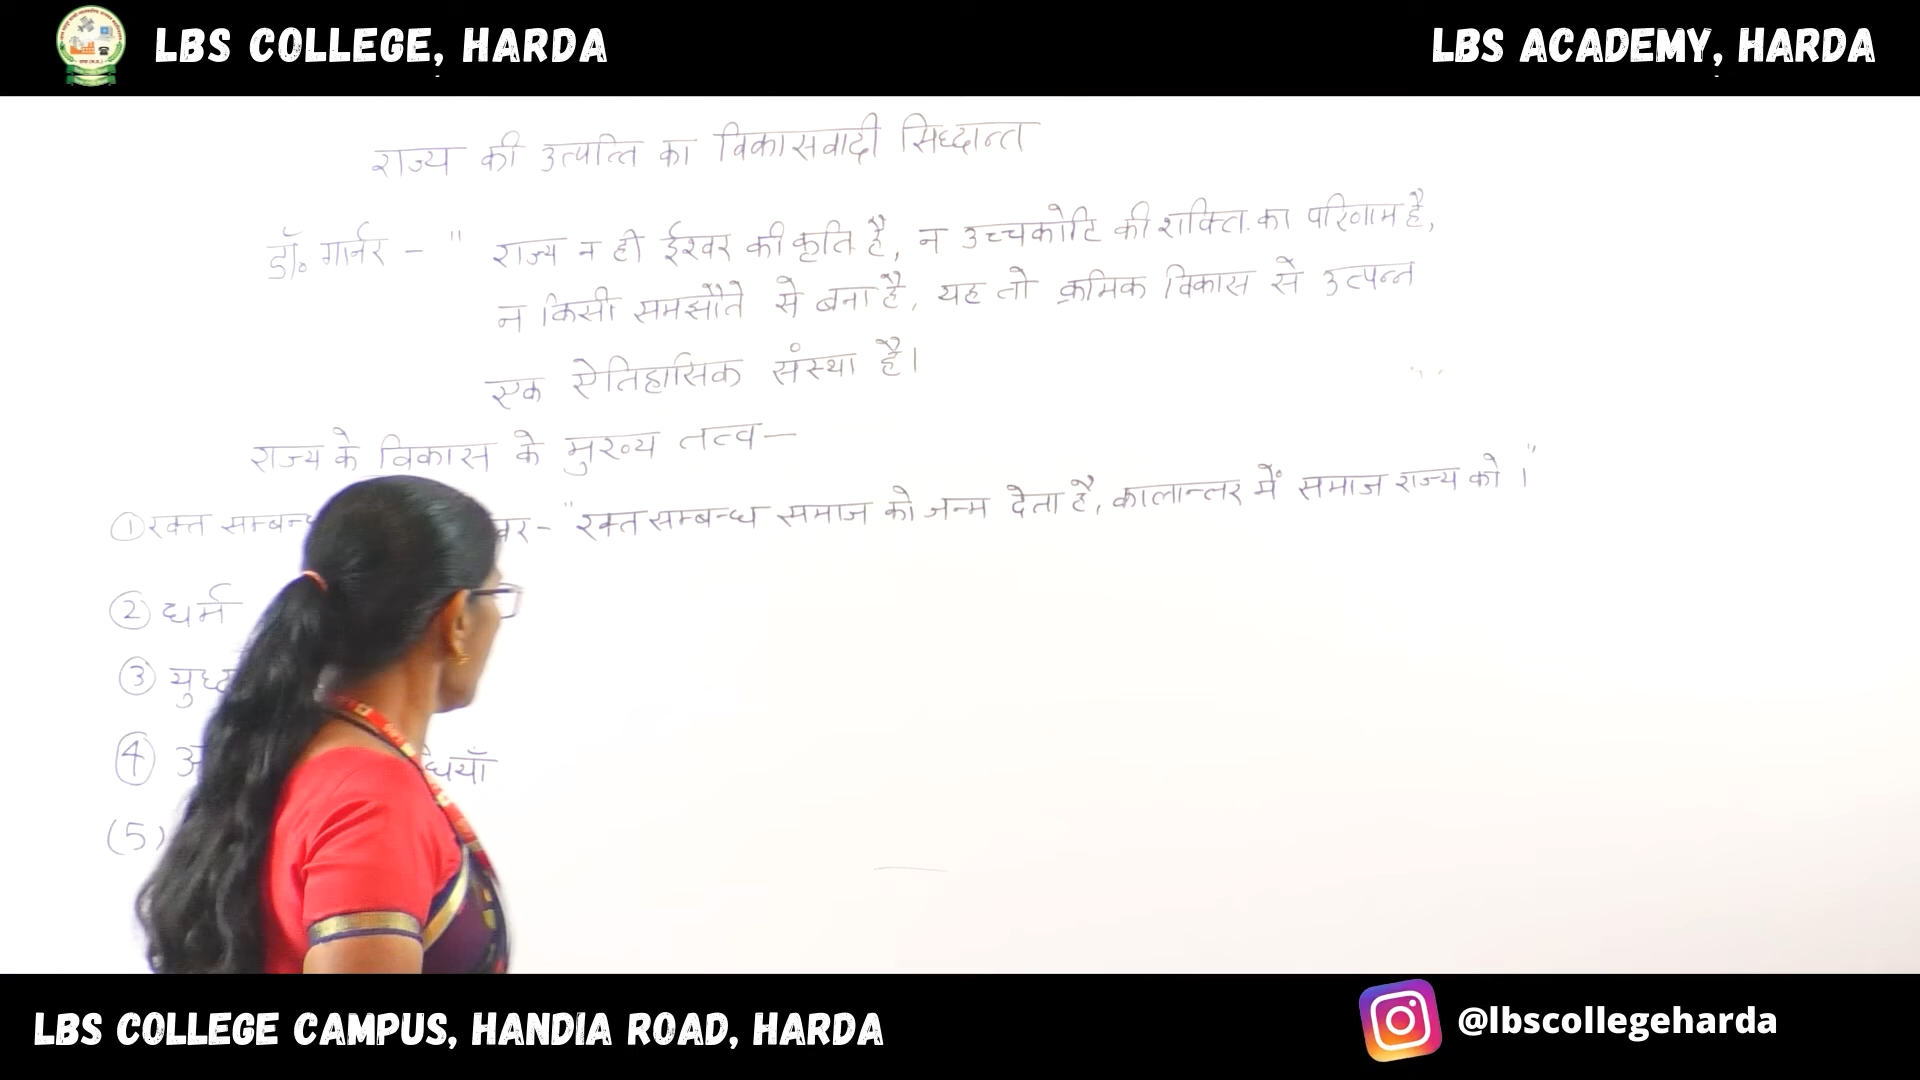 LBS COLLEGE, HARDA
LBS ACADEMY, HARDA
राज्य की उत्पत्ति का विकासवादी सिध्दान्त
डॉ. गार्नर - " राज्य न ही ईश्वर की कृति है, न उच्चकोटि की शक्ति का परिणाम है,
न किसी समझौते से बना है, यह तो क्रमिक विकास से उत्पन्न
एक ऐतिहासिक संस्था है।
राज्य के विकास के मुख्य तत्व—
① रक्त - "रक्त सम्बन्ध समाज को जन्म देता है, कालान्तर में समाज राज्य को ।"
② धर्म
③
④
(5)
LBS COLLEGE CAMPUS, HANDIA ROAD, HARDA
@lbscollegeharda